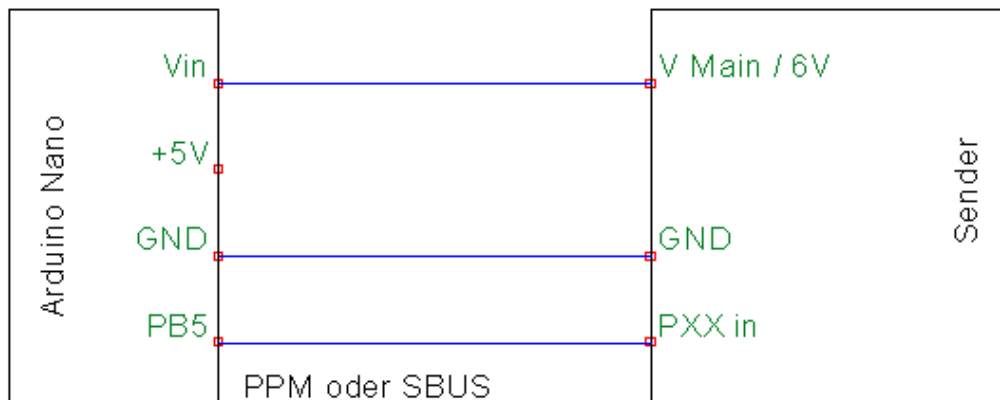 Vin
V Main / 6V
+5V
Arduino Nano
Sender
GND
GND
PB5
PXX in
PPM oder SBUS